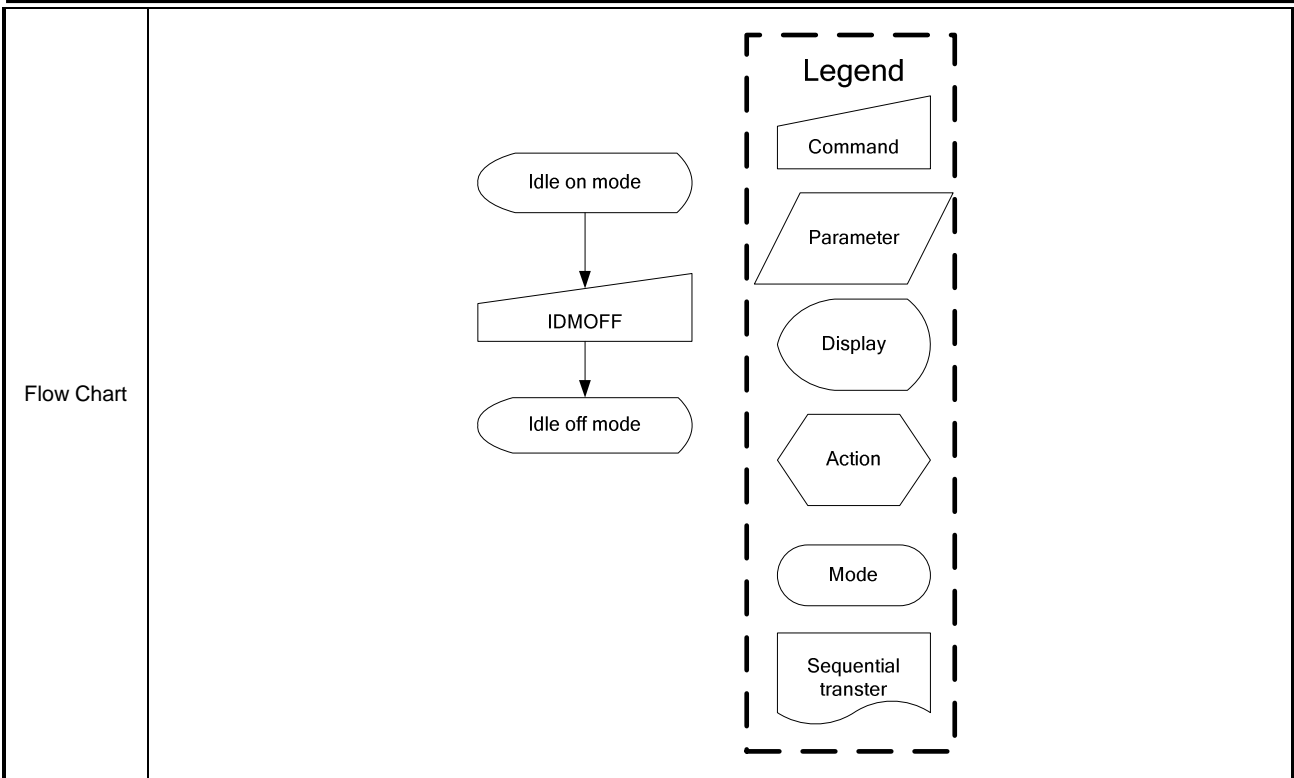 Flow Chart
Idle on mode
IDMOFF
Idle off mode
Legend
Command
Parameter
Display
Action
Mode
Sequential
transter